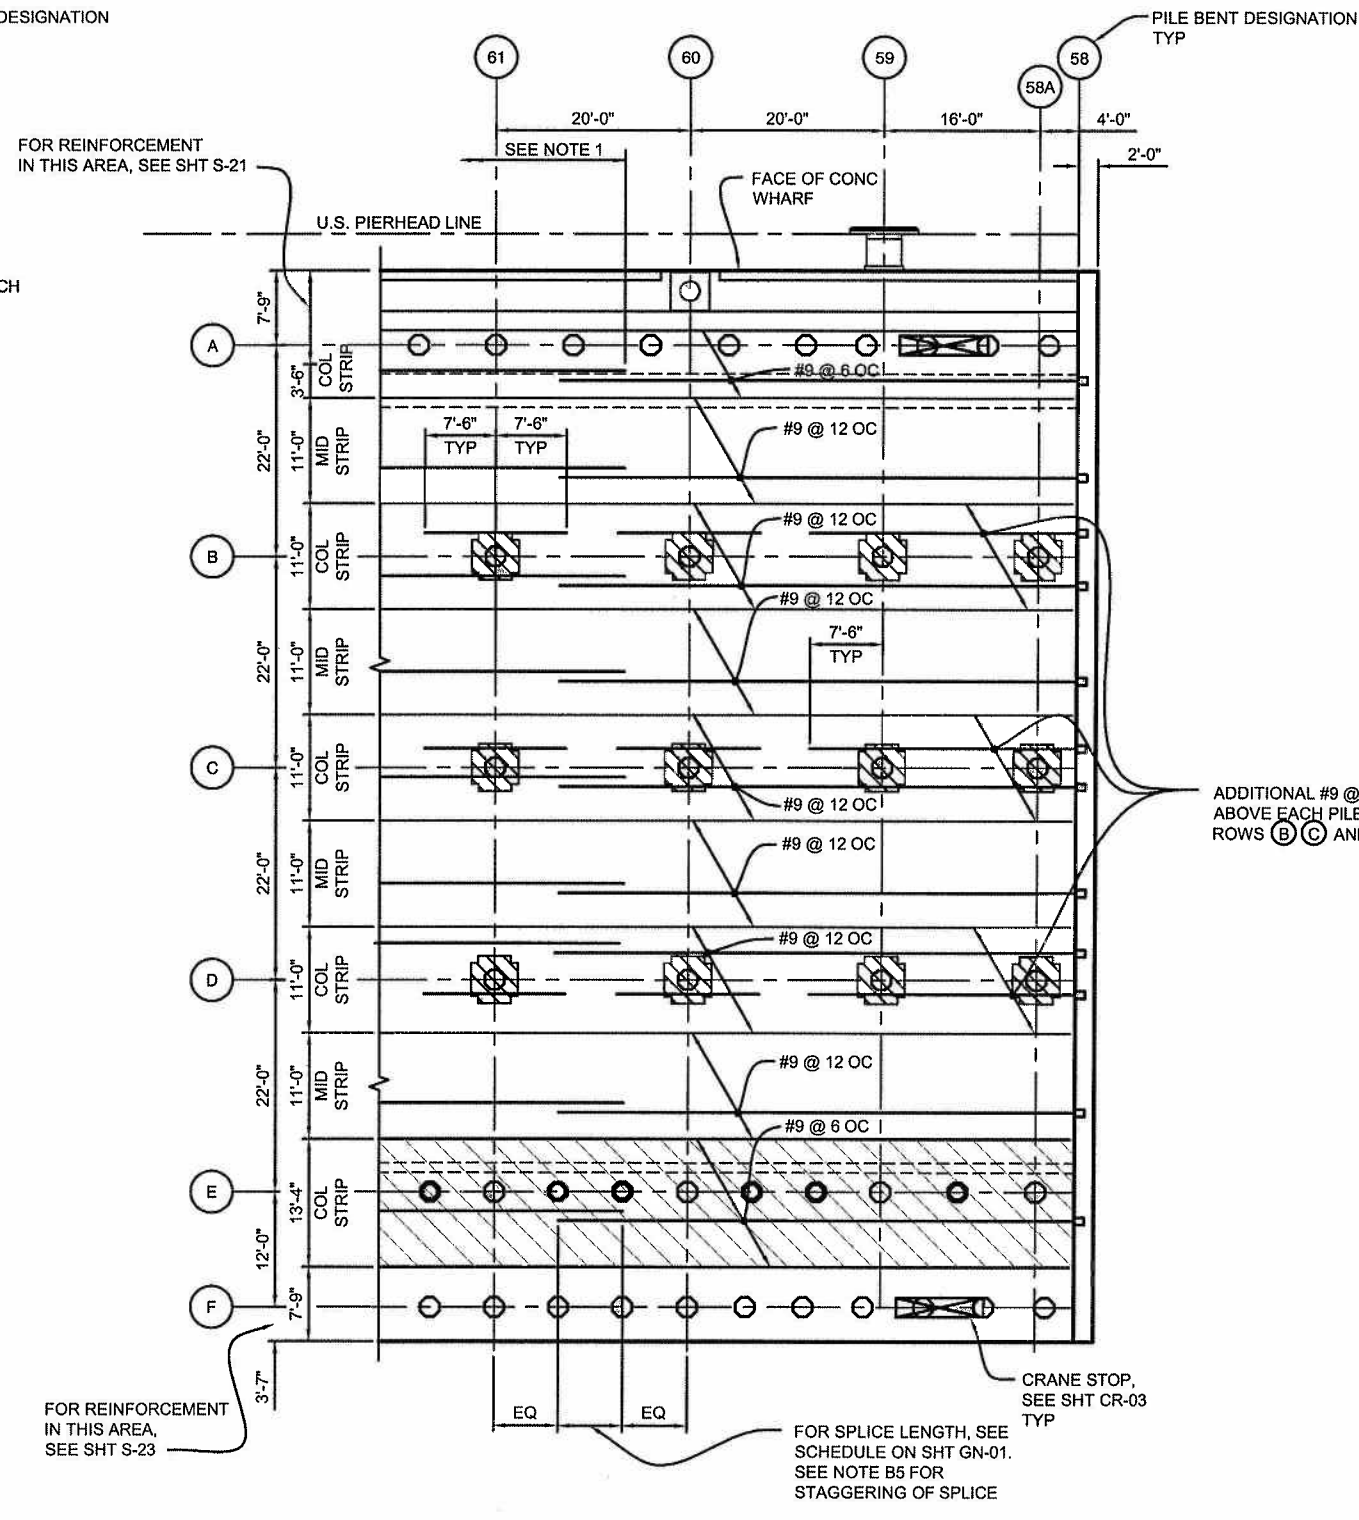 DESIGNATION
PILE BENT DESIGNATION
TYP
61
60
59
58A
58
20'-0"
20'-0"
16'-0"
4'-0"
2'-0"
FOR REINFORCEMENT
IN THIS AREA, SEE SHT S-21
SEE NOTE 1
FACE OF CONC
WHARF
U.S. PIERHEAD LINE
CH
7'-9"
A
3'-6"
COL
STRIP
#9 @ 6 OC
22'-0"
11'-0"
MID
STRIP
7'-6"
TYP
7'-6"
TYP
#9 @ 12 OC
B
11'-0"
COL
STRIP
#9 @ 12 OC
#9 @ 12 OC
22'-0"
11'-0"
MID
STRIP
7'-6"
TYP
C
11'-0"
COL
STRIP
#9 @ 12 OC
ADDITIONAL #9 @
ABOVE EACH PILE
ROWS B C AN
22'-0"
11'-0"
MID
STRIP
#9 @ 12 OC
D
11'-0"
COL
STRIP
#9 @ 12 OC
22'-0"
11'-0"
MID
STRIP
#9 @ 12 OC
#9 @ 6 OC
E
13'-4"
COL
STRIP
12'-0"
F
7'-9"
3'-7"
FOR REINFORCEMENT
IN THIS AREA,
SEE SHT S-23
EQ
EQ
CRANE STOP,
SEE SHT CR-03
TYP
FOR SPLICE LENGTH, SEE
SCHEDULE ON SHT GN-01.
SEE NOTE B5 FOR
STAGGERING OF SPLICE